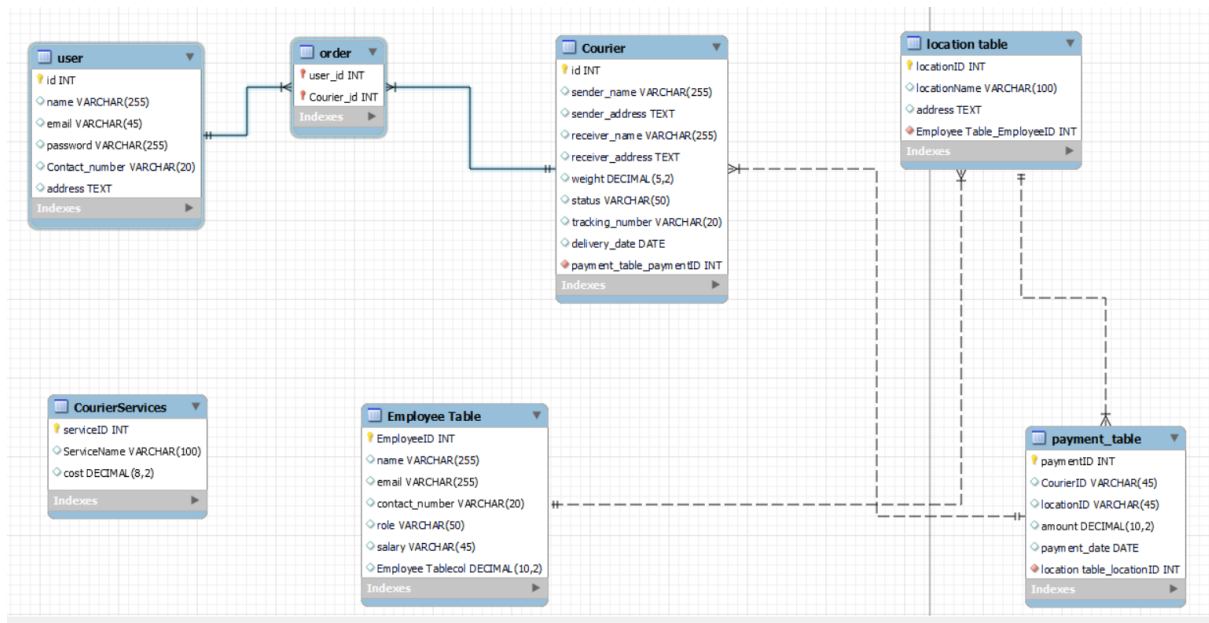 user
id INT
name VARCHAR(255)
email VARCHAR(45)
password VARCHAR(255)
Contact_number VARCHAR(20)
address TEXT
Indexes
order
user_id INT
Courier_id INT
Indexes
Courier
id INT
sender_name VARCHAR(255)
sender_address TEXT
receiver_name VARCHAR(255)
receiver_address TEXT
weight DECIMAL(5,2)
status VARCHAR(50)
tracking_number VARCHAR(20)
delivery_date DATE
payment_table_paymentID INT
Indexes
location table
locationID INT
locationName VARCHAR(100)
address TEXT
Employee Table_EmployeeID INT
Indexes
CourierServices
serviceID INT
ServiceName VARCHAR(100)
cost DECIMAL(8,2)
Indexes
Employee Table
EmployeeID INT
name VARCHAR(255)
email VARCHAR(255)
contact_number VARCHAR(20)
role VARCHAR(50)
salary VARCHAR(45)
Employee Tablecol DECIMAL(10,2)
Indexes
payment_table
paymentID INT
CourierID VARCHAR(45)
locationID VARCHAR(45)
amount DECIMAL(10,2)
payment_date DATE
location table_locationID INT
Indexes